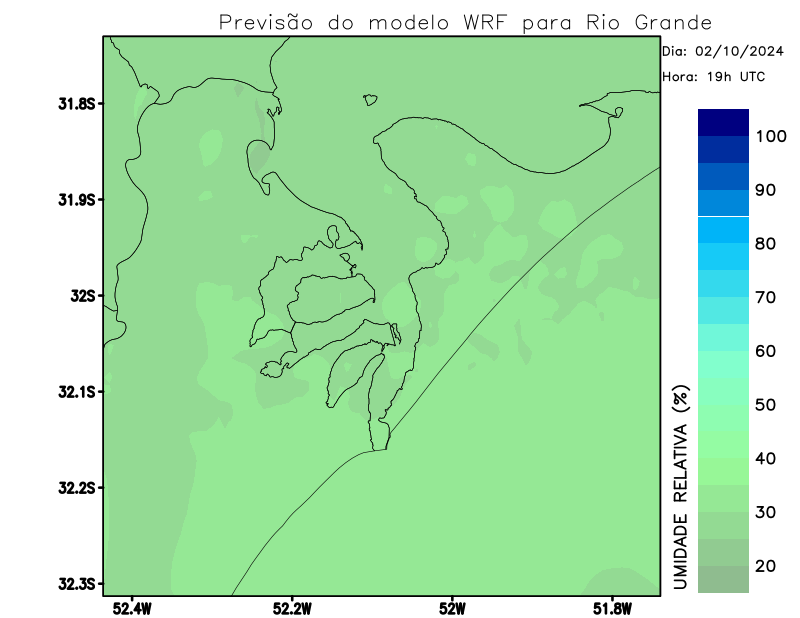 Previsão do modelo WRF para Rio Grande
Dia: 02/10/2024
Hora: 19h UTC
31.8S
31.9S
32S
32.1S
32.2S
32.3S
52.4W
52.2W
52W
51.8W
100
90
80
70
60
50
40
30
20
UMIDADE RELATIVA (%)